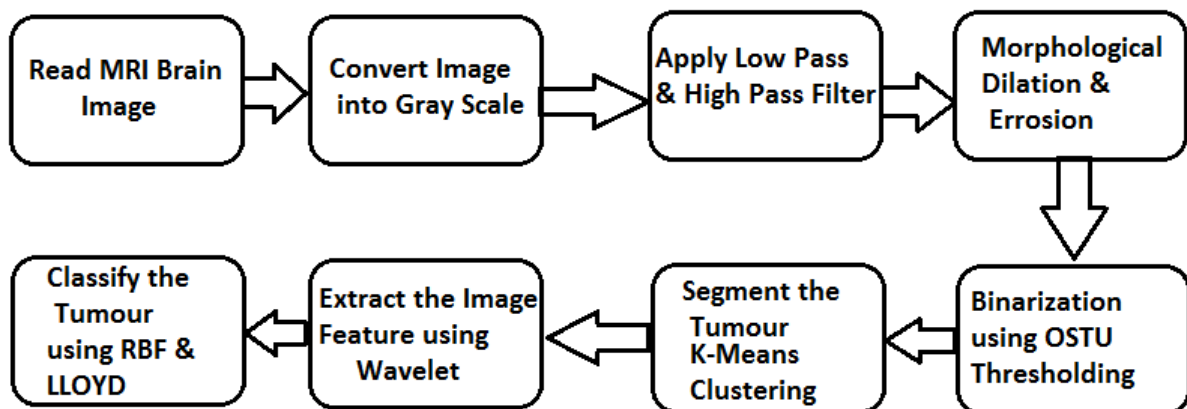 Read MRI Brain
Image
Convert Image
into Gray Scale
Apply Low Pass
& High Pass Filter
Morphological
Dilation &
Errosion
Binarization
using OSTU
Thresholding
Segment the
Tumour
K-Means
Clustering
Extract the Image
Feature using
Wavelet
Classify the
Tumour
using RBF &
LLOYD